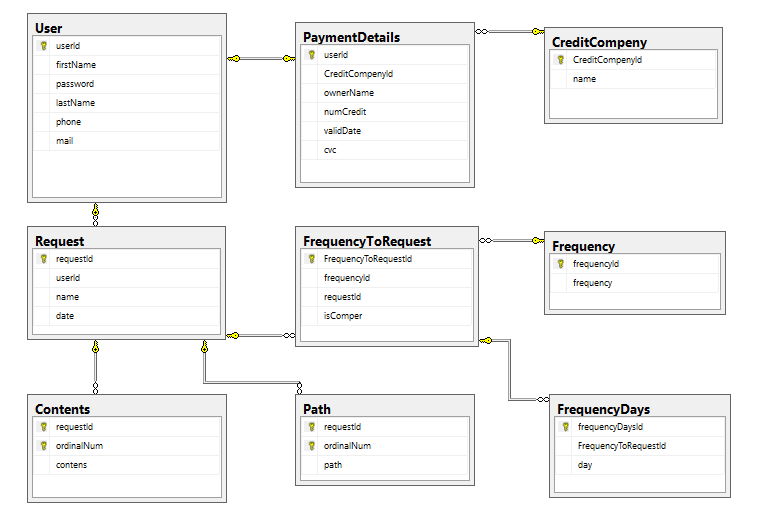 User
userId
firstName
password
lastName
phone
mail
PaymentDetails
userId
CreditCompenyId
ownerName
numCredit
validDate
cvc
CreditCompeny
CreditCompenyId
name
Request
requestId
userId
name
date
FrequencyToRequest
FrequencyToRequestId
frequencyId
requestId
isComper
Frequency
frequencyId
frequency
Contents
requestId
ordinalNum
contens
Path
requestId
ordinalNum
path
FrequencyDays
frequencyDaysId
FrequencyToRequestId
day